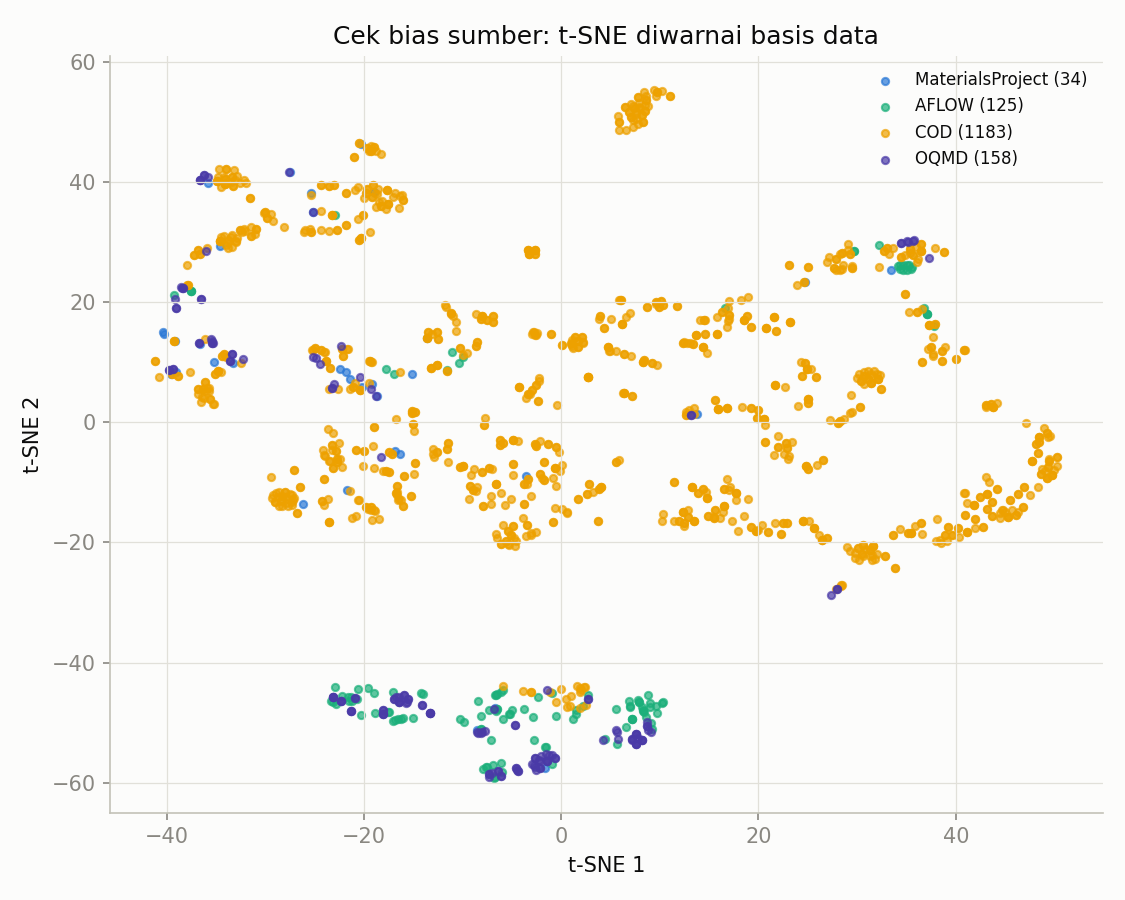 Cek bias sumber: t-SNE diwarnai basis data
MaterialsProject (34)
AFLOW (125)
COD (1183)
OQMD (158)
60
40
20
0
−20
−40
−60
t-SNE 2
−40
−20
0
20
40
t-SNE 1